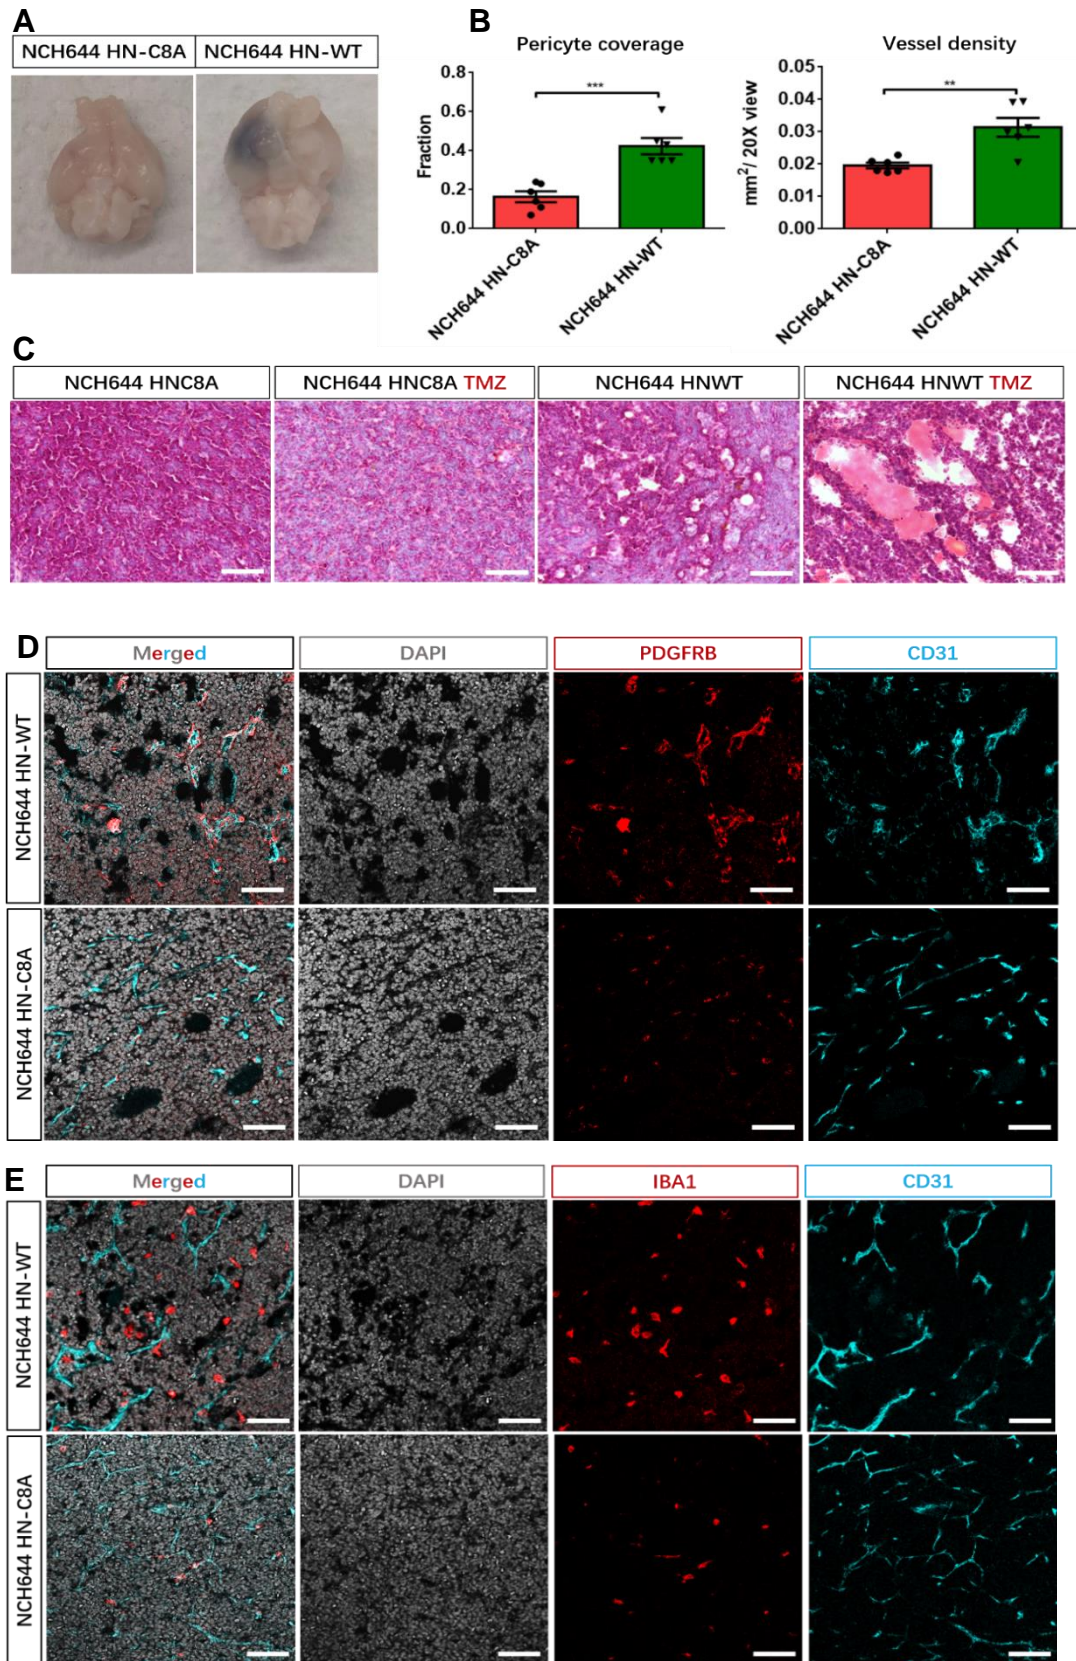 A
NCH644 HN-C8A
NCH644 HN-WT
B
Pericyte coverage
Fraction
0.8
0.6
0.4
0.2
0.0
***
NCH644 HN-C8A
NCH644 HN-WT
Vessel density
mm²/ 20X view
0.05
0.04
0.03
0.02
0.01
0.00
**
NCH644 HN-C8A
NCH644 HN-WT
C
NCH644 HNC8A
NCH644 HNC8A TMZ
NCH644 HNWT
NCH644 HNWT TMZ
D
Merged
DAPI
PDGFRB
CD31
NCH644 HN-WT
NCH644 HN-C8A
E
Merged
DAPI
IBA1
CD31
NCH644 HN-WT
NCH644 HN-C8A